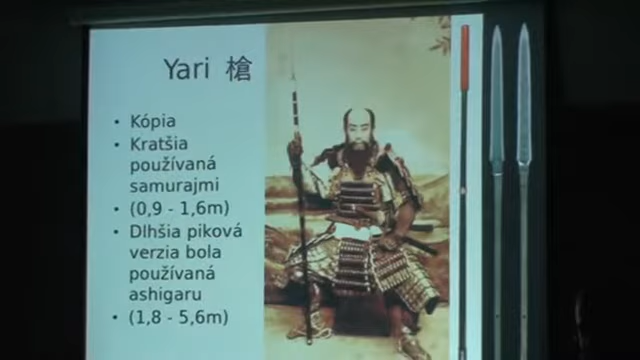 Yari 槍
• Kópia
• Kratšia
používaná
samurajmi
• (0,9 - 1,6m)
• Dlhšia piková
verzia bola
používaná
ashigaru
• (1,8 - 5,6m)